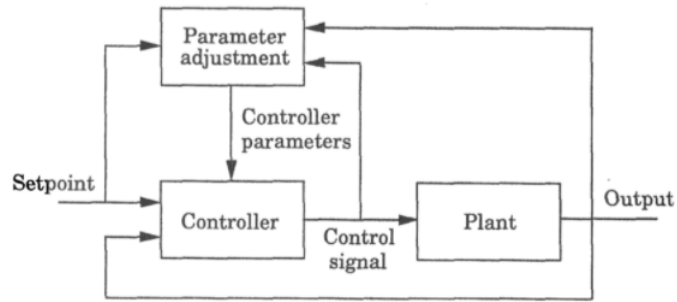 Parameter
adjustment
Controller
parameters
Setpoint
Controller
Control
signal
Plant
Output